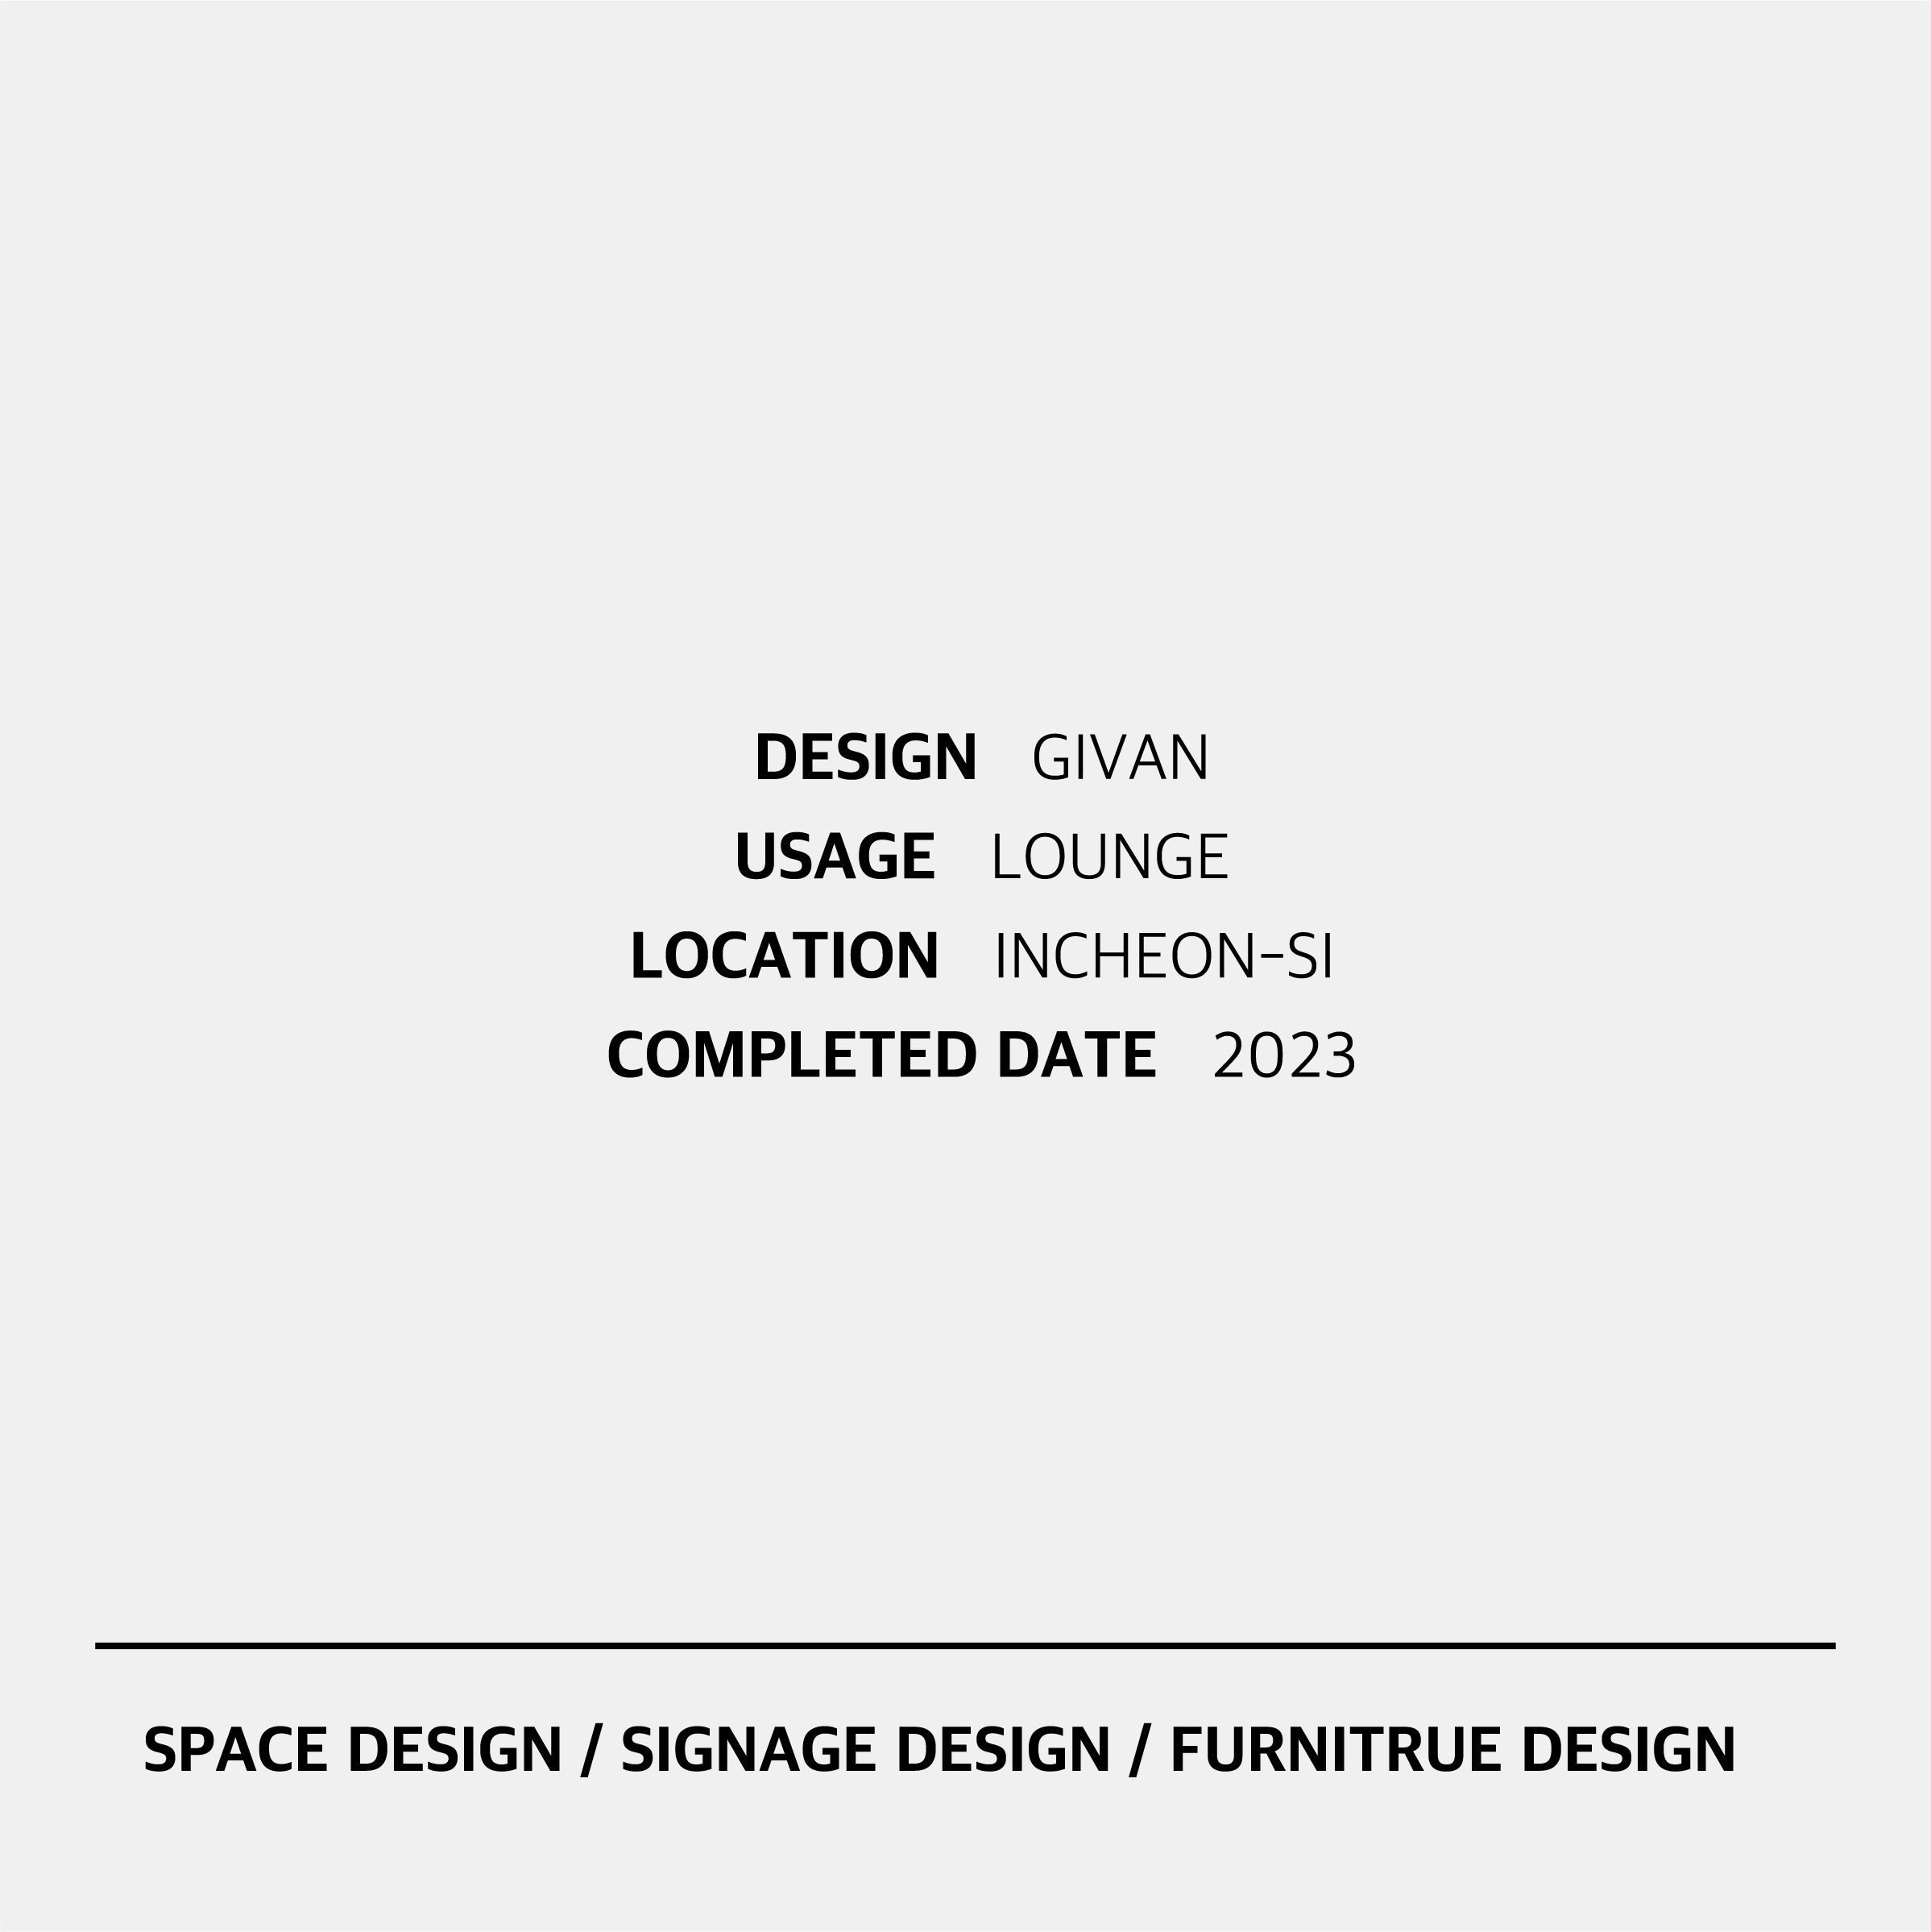 DESIGN GIVAN
USAGE LOUNGE
LOCATION INCHEON-SI
COMPLETED DATE 2023
SPACE DESIGN / SIGNAGE DESIGN / FURNITRUE DESIGN